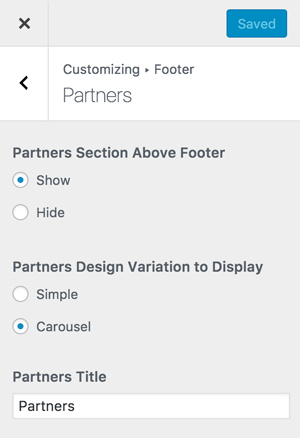 Saved
Customizing ▸ Footer
Partners
Partners Section Above Footer
Show
Hide
Partners Design Variation to Display
Simple
Carousel
Partners Title
Partners